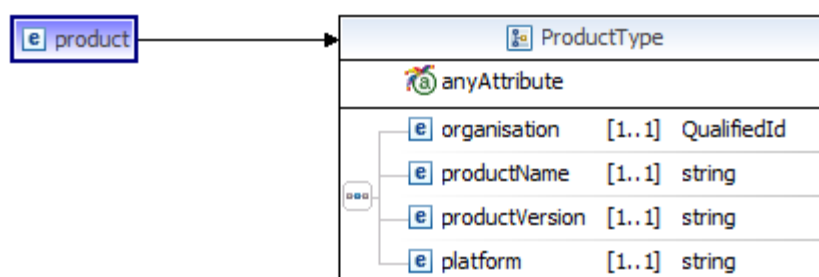 e product
ProductType
a anyAttribute
e organisation [1..1] QualifiedId
e productName [1..1] string
e productVersion [1..1] string
e platform [1..1] string